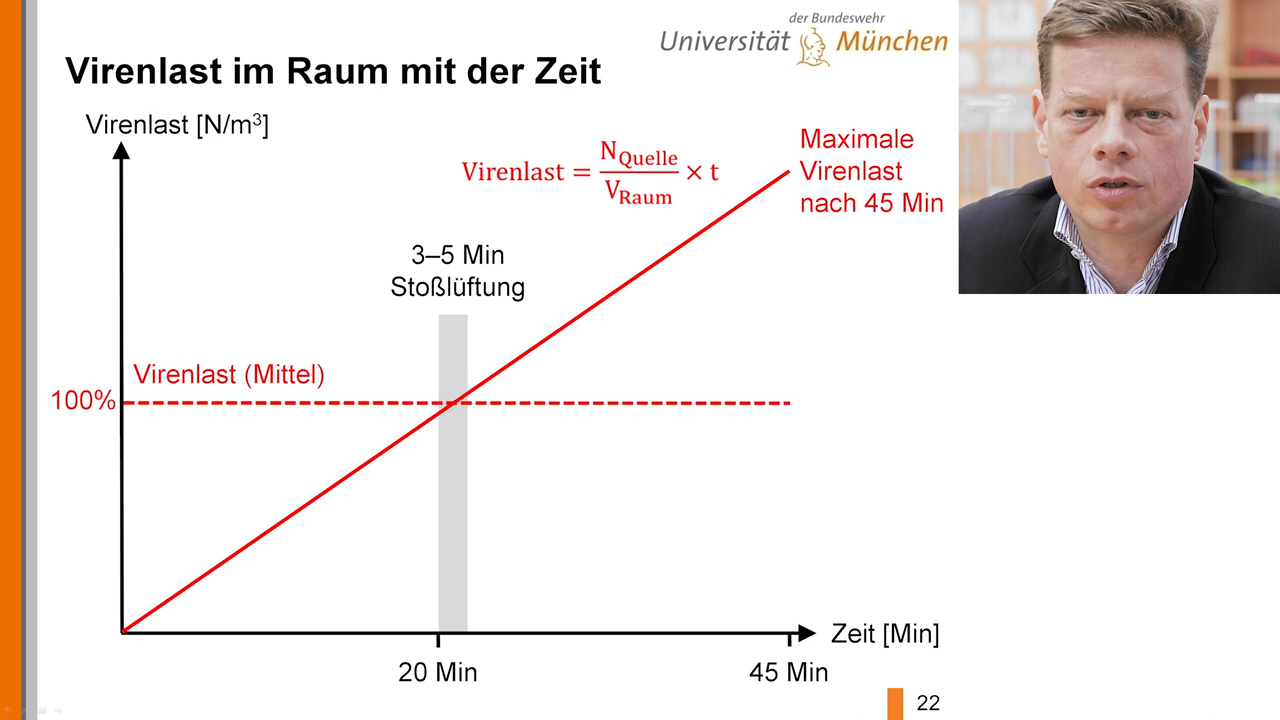 der Bundeswehr
Universität München
Virenlast im Raum mit der Zeit
Virenlast [N/m³]
Virenlast = N_Quelle / V_Raum × t
Maximale
Virenlast
nach 45 Min
3–5 Min
Stoßlüftung
Virenlast (Mittel)
100%
Zeit [Min]
20 Min
45 Min
22